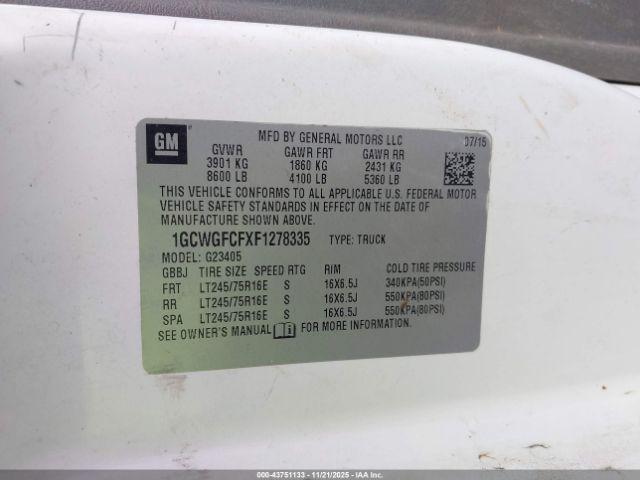 GM
MFD BY GENERAL MOTORS LLC 07/15
GVWR GAWR FRT GAWR RR
3901 KG 1860 KG 2431 KG
8600 LB 4100 LB 5360 LB
THIS VEHICLE CONFORMS TO ALL APPLICABLE U.S. FEDERAL MOTOR
VEHICLE SAFETY STANDARDS IN EFFECT ON THE DATE OF
MANUFACTURE SHOWN ABOVE.
1GCWGFCFXF1278335 TYPE: TRUCK
MODEL: G23405
GBBJ TIRE SIZE SPEED RTG RIM COLD TIRE PRESSURE
FRT LT245/75R16E S 16X6.5J 340KPA(50PSI)
RR LT245/75R16E S 16X6.5J 550KPA(80PSI)
SPA LT245/75R16E S 16X6.5J 550KPA(80PSI)
SEE OWNER'S MANUAL FOR MORE INFORMATION.
000-43751133 - 11/21/2025 - IAAI.CA